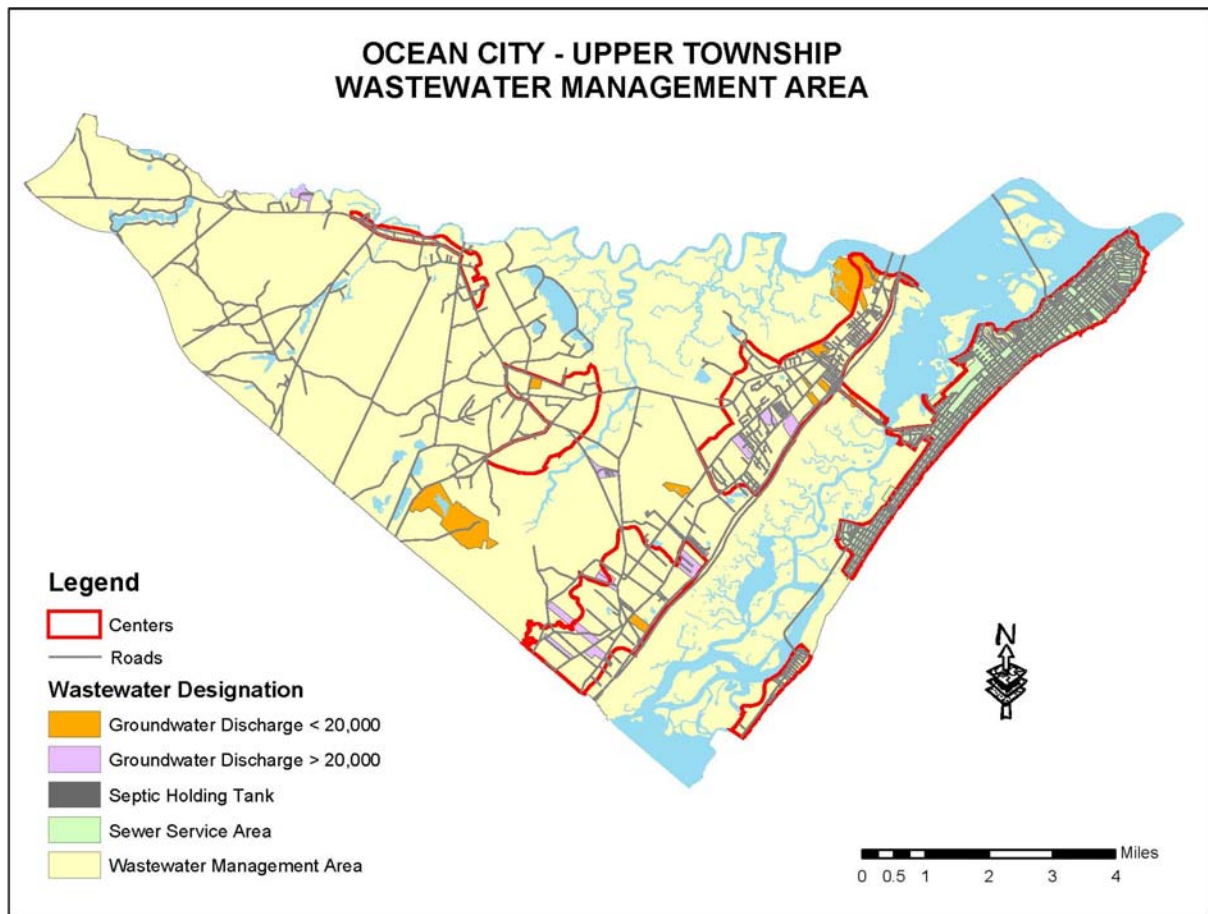 OCEAN CITY - UPPER TOWNSHIP
WASTEWATER MANAGEMENT AREA
Legend
Centers
Roads
Wastewater Designation
Groundwater Discharge < 20,000
Groundwater Discharge > 20,000
Septic Holding Tank
Sewer Service Area
Wastewater Management Area
N
Miles
0 0.5 1 2 3 4